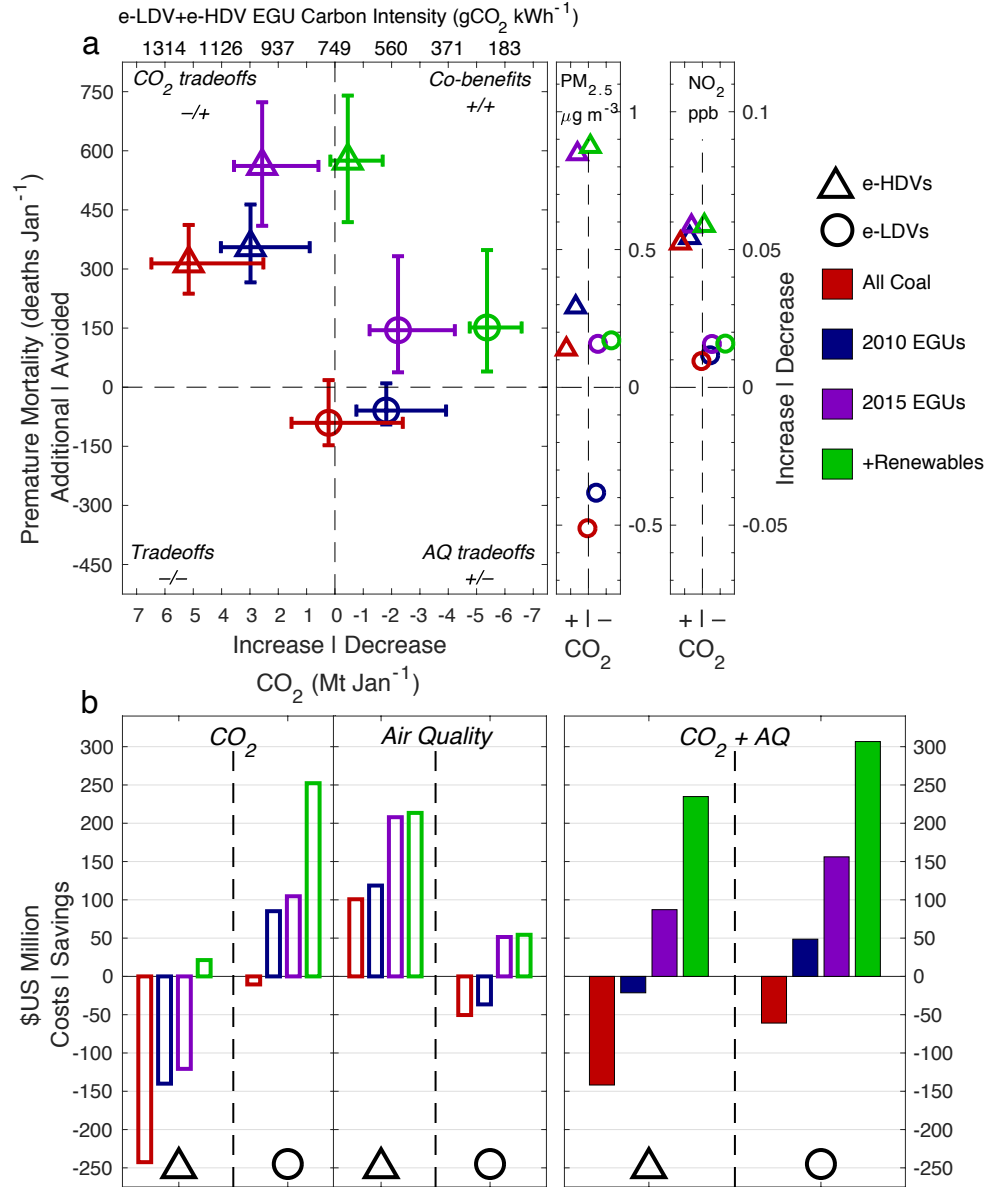 e-LDV+e-HDV EGU Carbon Intensity (gCO2 kWh-1)
a
1314 1126 937 749 560 371 183
CO2 tradeoffs
−/+
Co-benefits
+/+
Tradeoffs
−/−
AQ tradeoffs
+/−
750
600
450
300
150
0
-150
-300
-450
Premature Mortality (deaths Jan-1)
Additional | Avoided
7 6 5 4 3 2 1 0 -1 -2 -3 -4 -5 -6 -7
Increase | Decrease
CO2 (Mt Jan-1)
PM2.5
μg m-3
1
0.5
0
-0.5
+ | −
CO2
NO2
ppb
0.1
0.05
0
-0.05
+ | −
CO2
Increase | Decrease
e-HDVs
e-LDVs
All Coal
2010 EGUs
2015 EGUs
+Renewables
b
CO2
Air Quality
CO2 + AQ
300
250
200
150
100
50
0
-50
-100
-150
-200
-250
$US Million
Costs | Savings
300
250
200
150
100
50
0
-50
-100
-150
-200
-250